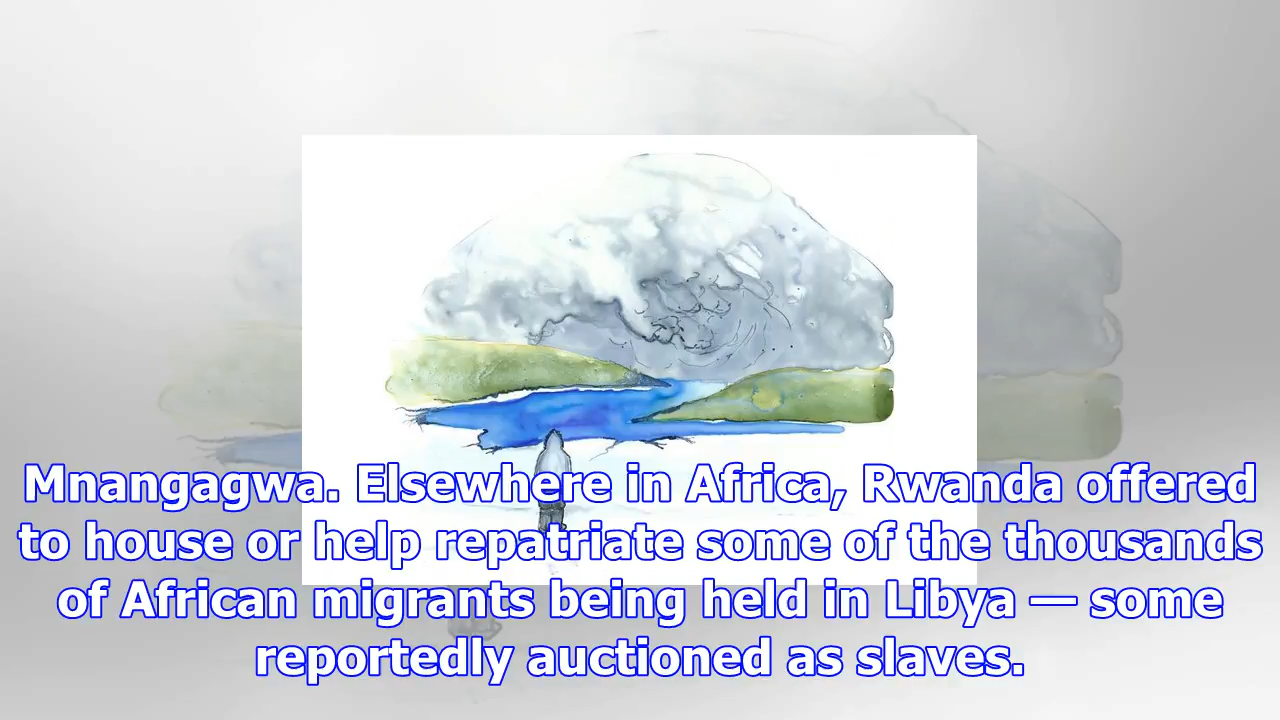 Mnangagwa. Elsewhere in Africa, Rwanda offered
to house or help repatriate some of the thousands
of African migrants being held in Libya — some
reportedly auctioned as slaves.